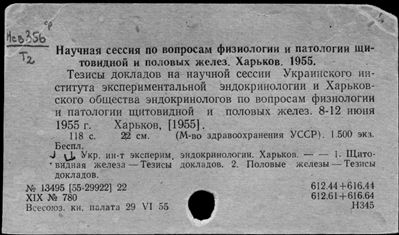 Нсв356
Т2
Научная сессия по вопросам физиологии и патологии щи-
товидной и половых желез. Харьков. 1955.
Тезисы докладов на научной сессии Украинского ин-
ститута экспериментальной эндокринологии и Харьков-
ского общества эндокринологов по вопросам физиологии
и патологии щитовидной и половых желез. 8-12 июня
1955 г. Харьков, [1955].
118 с. 22 см. (М-во здравоохранения УССР). 1 500 экз.
Беспл.
Укр. ин-т эксперим. эндокринологии. Харьков. — — 1. Щито-
видная железа — Тезисы докладов. 2. Половые железы — Тезисы
докладов.
№ 13495 [55-29922] 22 612.44+616.44
XIX № 780 612.61+616.64
Всесоюз. кн. палата 29 VI 55 Н345